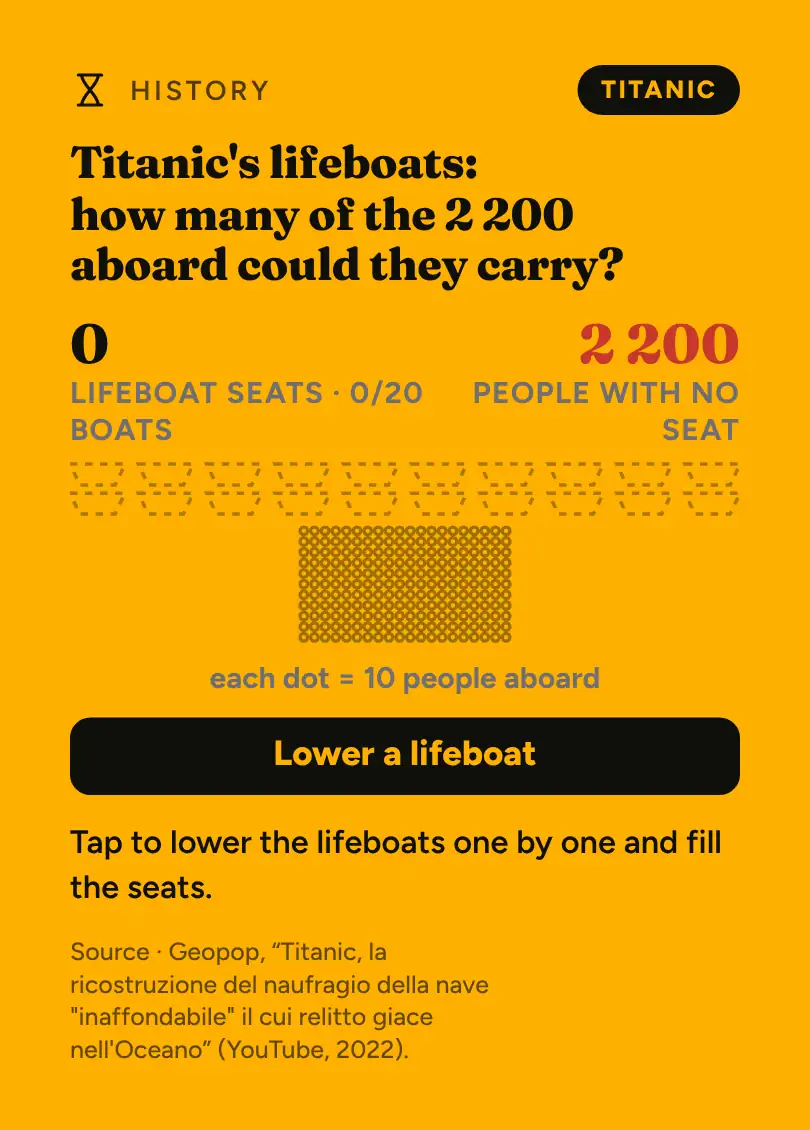 HISTORY
TITANIC
Titanic's lifeboats:
how many of the 2 200
aboard could they carry?
0
2 200
LIFEBOAT SEATS · 0/20
BOATS
PEOPLE WITH NO
SEAT
each dot = 10 people aboard
Lower a lifeboat
Tap to lower the lifeboats one by one and fill
the seats.
Source · Geopop, “Titanic, la
ricostruzione del naufragio della nave
"inaffondabile" il cui relitto giace
nell'Oceano” (YouTube, 2022).